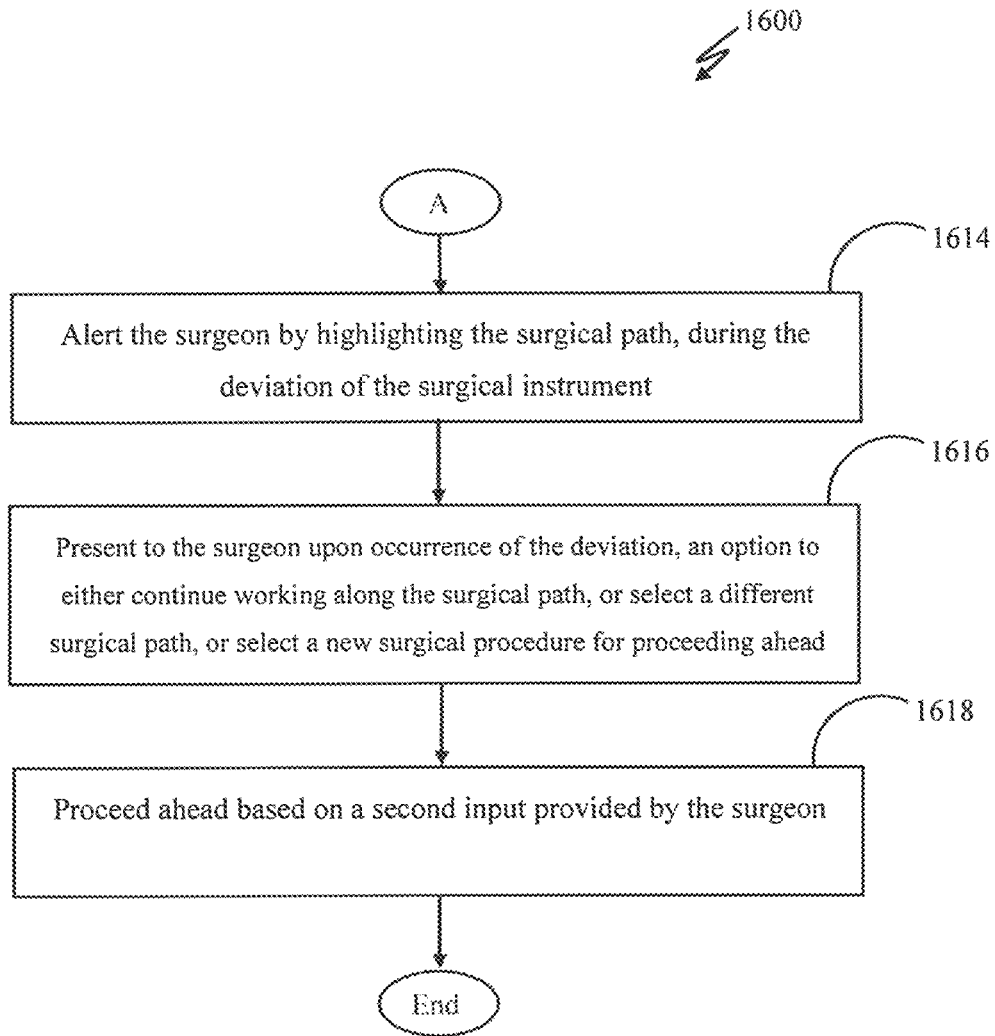 1600
A
1614
Alert the surgeon by highlighting the surgical path, during the
deviation of the surgical instrument
1616
Present to the surgeon upon occurrence of the deviation, an option to
either continue working along the surgical path, or select a different
surgical path, or select a new surgical procedure for proceeding ahead
1618
Proceed ahead based on a second input provided by the surgeon
End